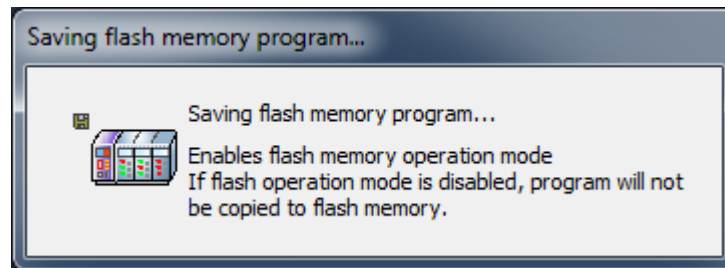 Saving flash memory program...
Saving flash memory program...
Enables flash memory operation mode
If flash operation mode is disabled, program will not
be copied to flash memory.